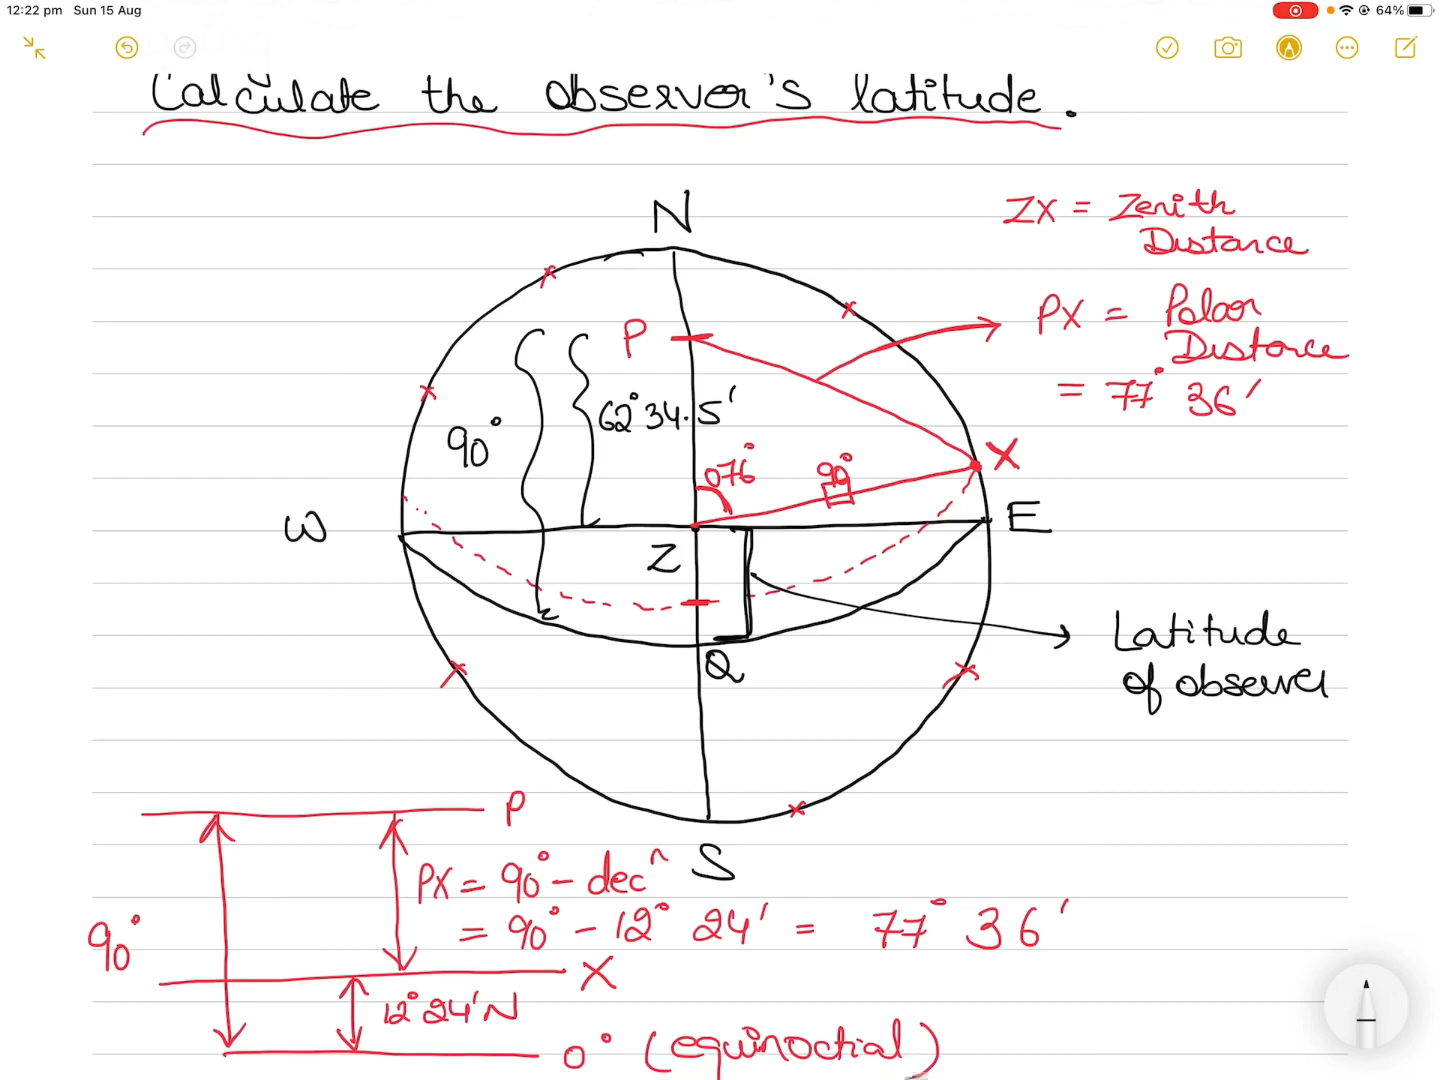 12:22 pm Sun 15 Aug
64%
Calculate the observer's latitude.
N
ZX = Zenith
Distance
PX = Polar
Distance
= 77° 36'
P
62° 34.5'
90°
076°
90°
X
W
E
Z
Q
Latitude
of observer
S
P
PX = 90° - decⁿ
= 90° - 12° 24' = 77° 36'
90°
X
12° 24' N
0° (equinoctial)